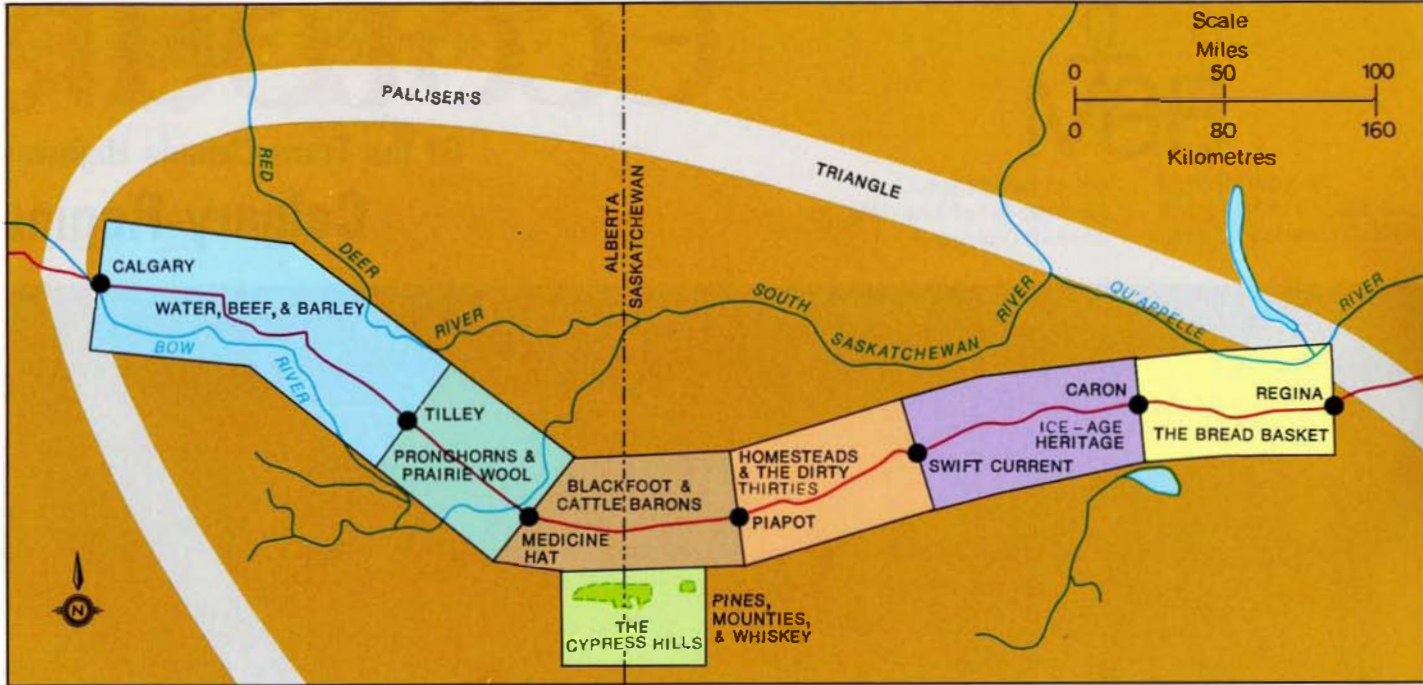 Scale
Miles
0 50 100
0 80 160
Kilometres
PALLISER'S
TRIANGLE
RED
DEER
RIVER
ALBERTA
SASKATCHEWAN
SOUTH
SASKATCHEWAN
RIVER
QU'APPELLE
RIVER
CALGARY
WATER, BEEF, & BARLEY
BOW
RIVER
TILLEY
PRONGHORNS &
PRAIRIE WOOL
MEDICINE
HAT
BLACKFOOT &
CATTLE BARONS
HOMESTEADS
& THE DIRTY
THIRTIES
PIAPOT
SWIFT CURRENT
CARON
ICE-AGE
HERITAGE
REGINA
THE BREAD BASKET
THE
CYPRESS HILLS
PINES,
MOUNTIES,
& WHISKEY
N